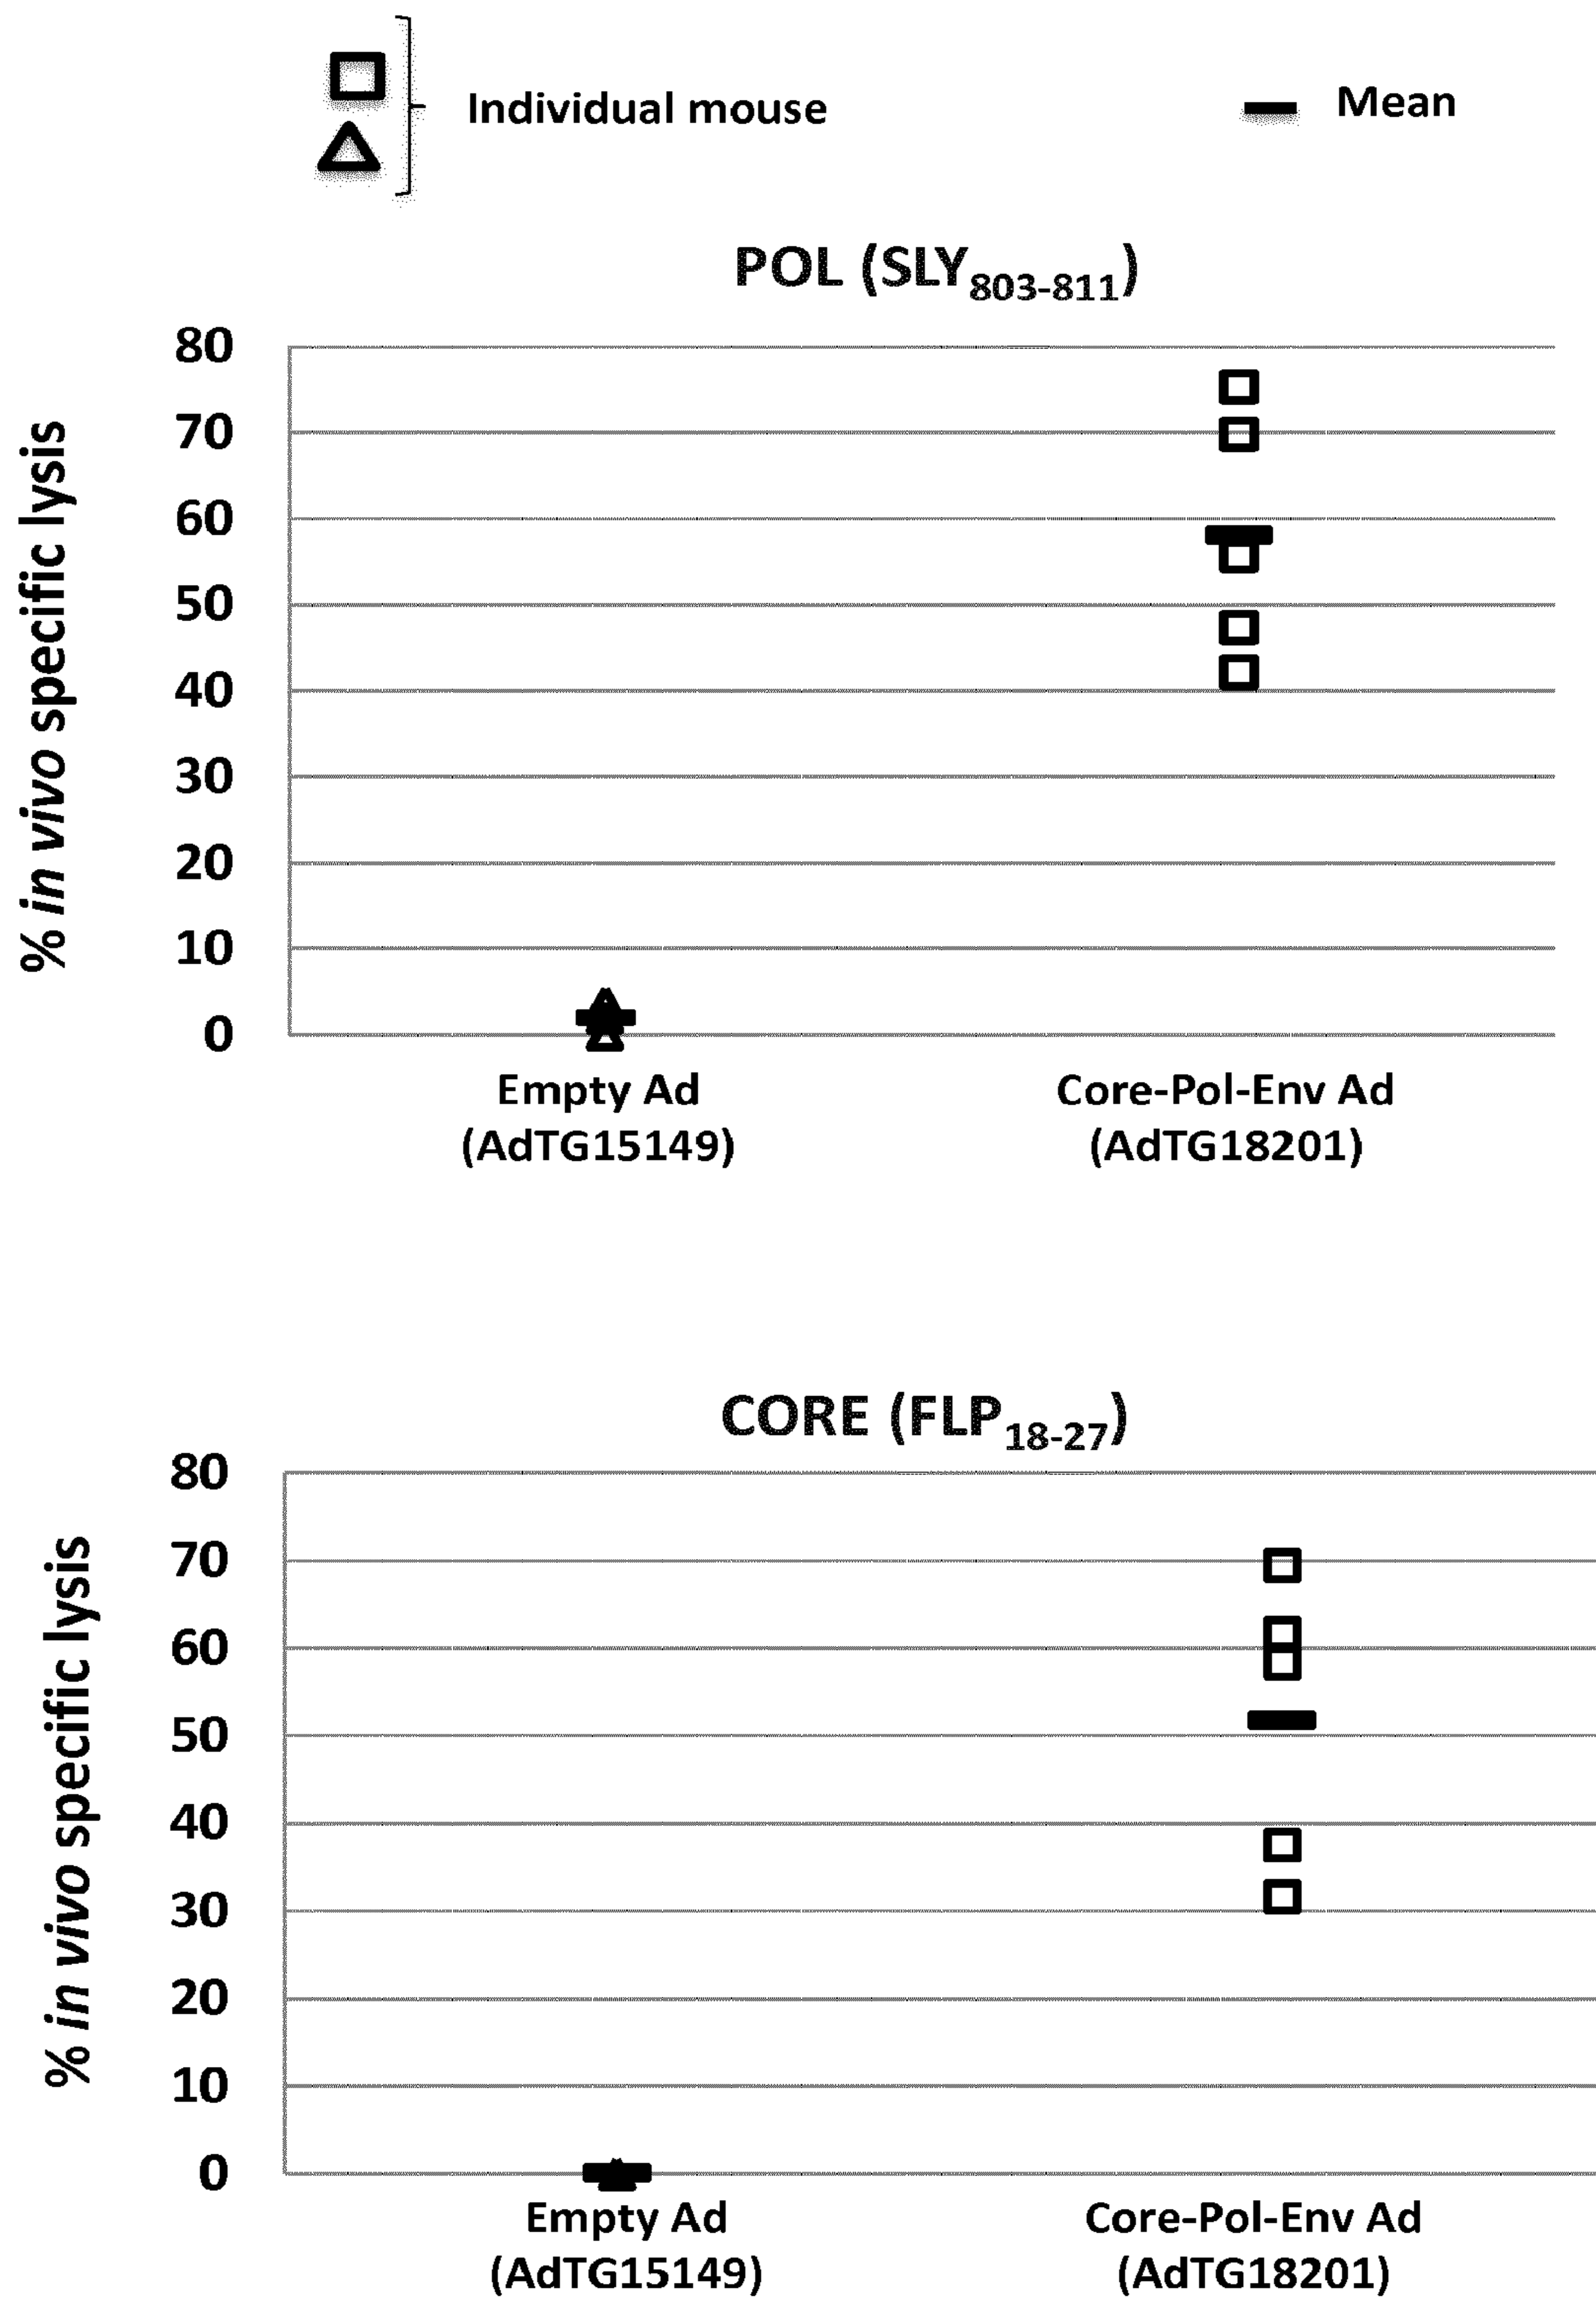 Individual mouse
Mean
POL (SLY803-811)
% in vivo specific lysis
80
70
60
50
40
30
20
10
0
Empty Ad
(AdTG15149)
Core-Pol-Env Ad
(AdTG18201)
CORE (FLP18-27)
% in vivo specific lysis
80
70
60
50
40
30
20
10
0
Empty Ad
(AdTG15149)
Core-Pol-Env Ad
(AdTG18201)